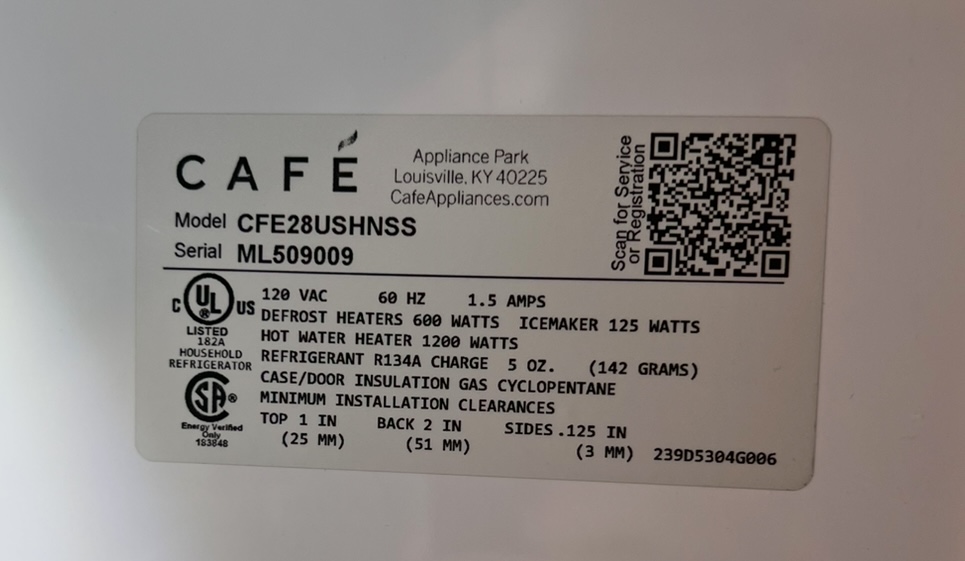 CAFÉ
Appliance Park
Louisville, KY 40225
CafeAppliances.com
Model CFE28USHNSS
Serial ML509009
Scan for Service
or Registration
C UL® US
LISTED
182A
HOUSEHOLD
REFRIGERATOR
SA®
Energy Verified
Only
183848
120 VAC 60 HZ 1.5 AMPS
DEFROST HEATERS 600 WATTS ICEMAKER 125 WATTS
HOT WATER HEATER 1200 WATTS
REFRIGERANT R134A CHARGE 5 OZ. (142 GRAMS)
CASE/DOOR INSULATION GAS CYCLOPENTANE
MINIMUM INSTALLATION CLEARANCES
TOP 1 IN BACK 2 IN SIDES .125 IN
(25 MM) (51 MM) (3 MM) 239D5304G006